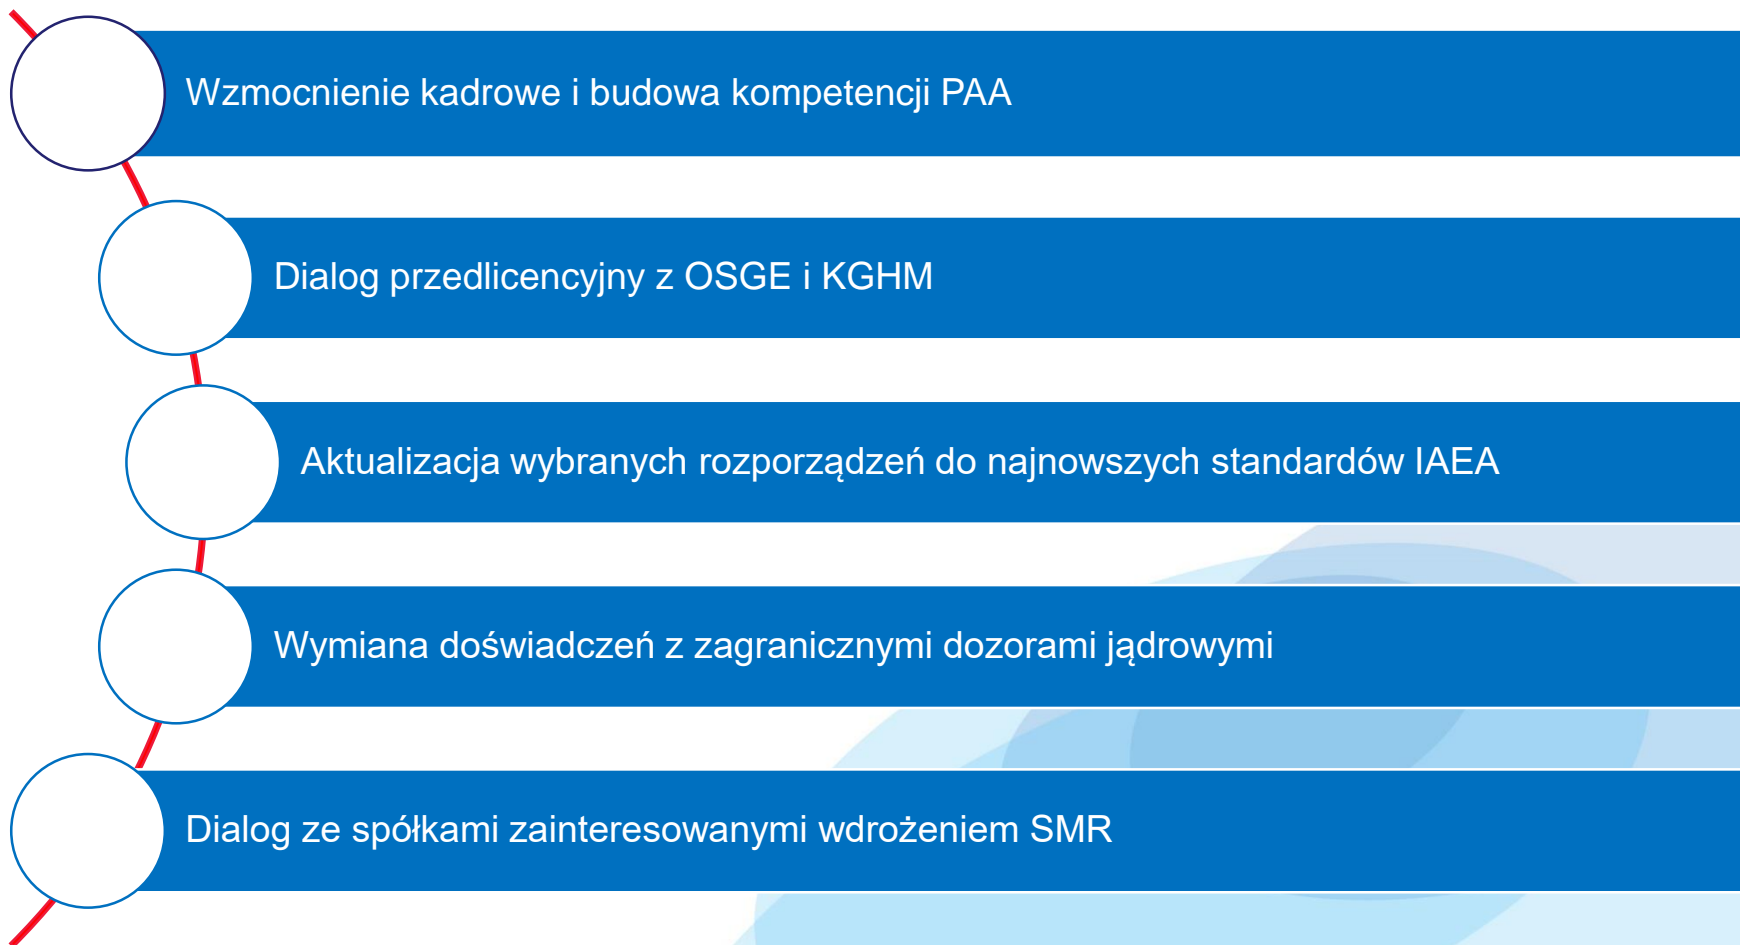 Wzmocnienie kadrowe i budowa kompetencji PAA
Dialog przedlicencyjny z OSGE i KGHM
Aktualizacja wybranych rozporządzeń do najnowszych standardów IAEA
Wymiana doświadczeń z zagranicznymi dozorami jądrowymi
Dialog ze spółkami zainteresowanymi wdrożeniem SMR